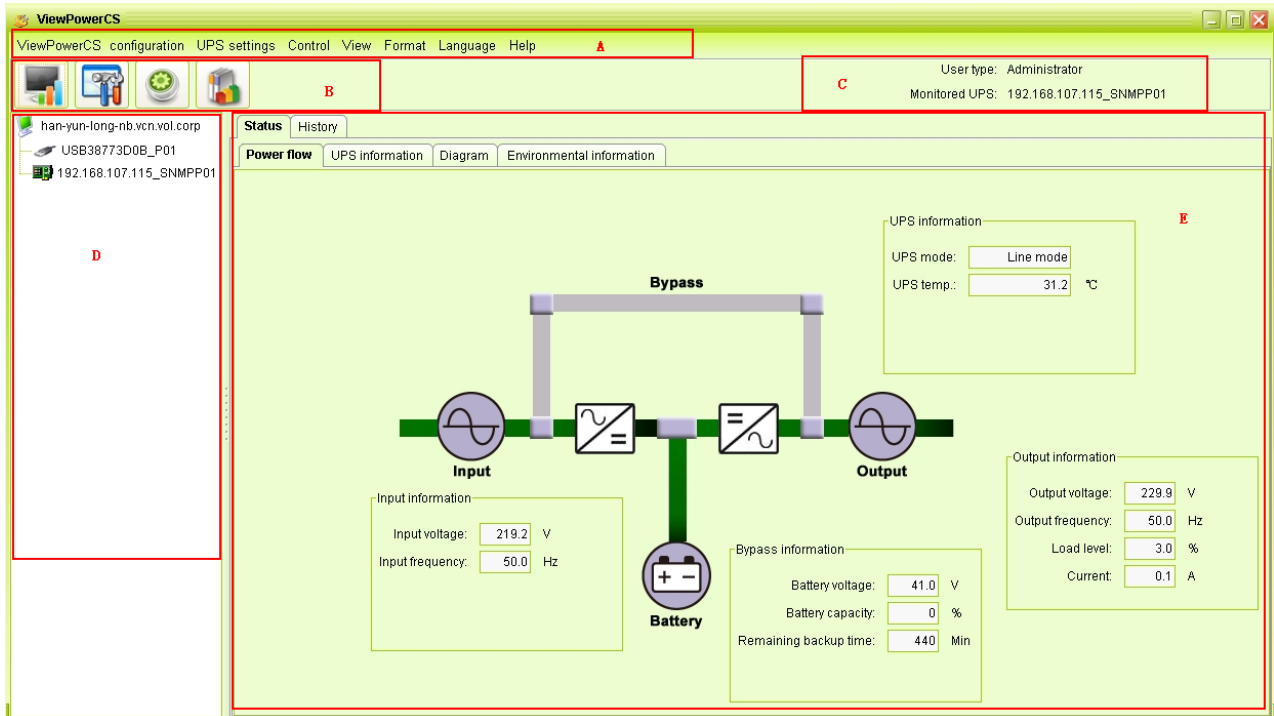 ViewPowerCS
ViewPowerCS configuration UPS settings Control View Format Language Help A
B
C
User type: Administrator
Monitored UPS: 192.168.107.115_SNMPP01
han-yun-long-nb.vcn.vol.corp
USB38773D0B_P01
192.168.107.115_SNMPP01
D
Status History
Power flow UPS information Diagram Environmental information
E
UPS information
UPS mode: Line mode
UPS temp.: 31.2 °C
Bypass
Input
Output
Input information
Input voltage: 219.2 V
Input frequency: 50.0 Hz
Battery
Bypass information
Battery voltage: 41.0 V
Battery capacity: 0 %
Remaining backup time: 440 Min
Output information
Output voltage: 229.9 V
Output frequency: 50.0 Hz
Load level: 3.0 %
Current: 0.1 A